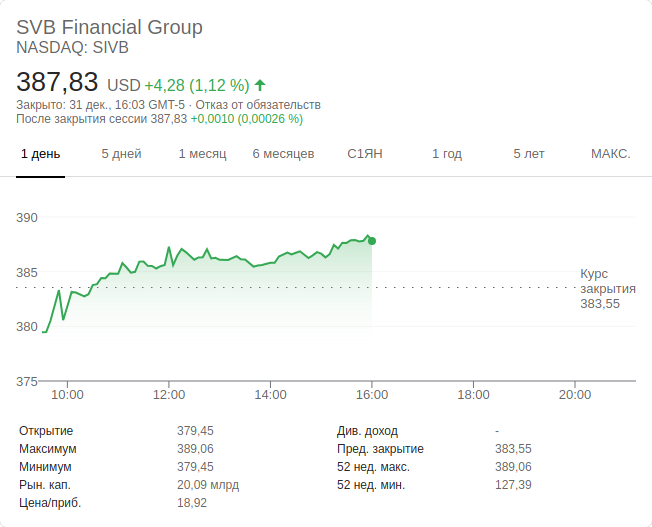 SVB Financial Group
NASDAQ: SIVB
387,83 USD +4,28 (1,12 %)
Закрыто: 31 дек., 16:03 GMT-5 · Отказ от обязательств
После закрытия сессии 387,83 +0,0010 (0,00026 %)
1 день 5 дней 1 месяц 6 месяцев С1ЯН 1 год 5 лет МАКС.
390
385
Курс
закрытия
383,55
380
375
10:00 12:00 14:00 16:00 18:00 20:00
Открытие 379,45 Див. доход -
Максимум 389,06 Пред. закрытие 383,55
Минимум 379,45 52 нед. макс. 389,06
Рын. кап. 20,09 млрд 52 нед. мин. 127,39
Цена/приб. 18,92